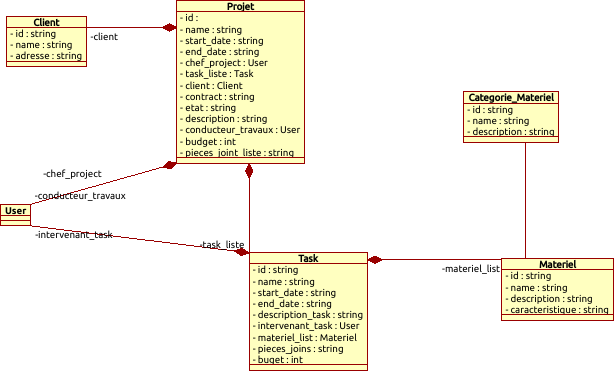 Projet
- id :
- name : string
- start_date : string
- end_date : string
- chef_project : User
- task_liste : Task
- client : Client
- contract : string
- etat : string
- description : string
- conducteur_travaux : User
- budget : int
- pieces_joint_liste : string
Client
- id : string
- name : string
- adresse : string
-client
Categorie_Materiel
- id : string
- name : string
- description : string
-chef_project
-conducteur_travaux
User
-intervenant_task
-task_liste
Task
- id : string
- name : string
- start_date : string
- end_date : string
- description_task : string
- intervenant_task : User
- materiel_list : Materiel
- pieces_joins : string
- buget : int
-materiel_list
Materiel
- id : string
- name : string
- description : string
- caracteristique : string